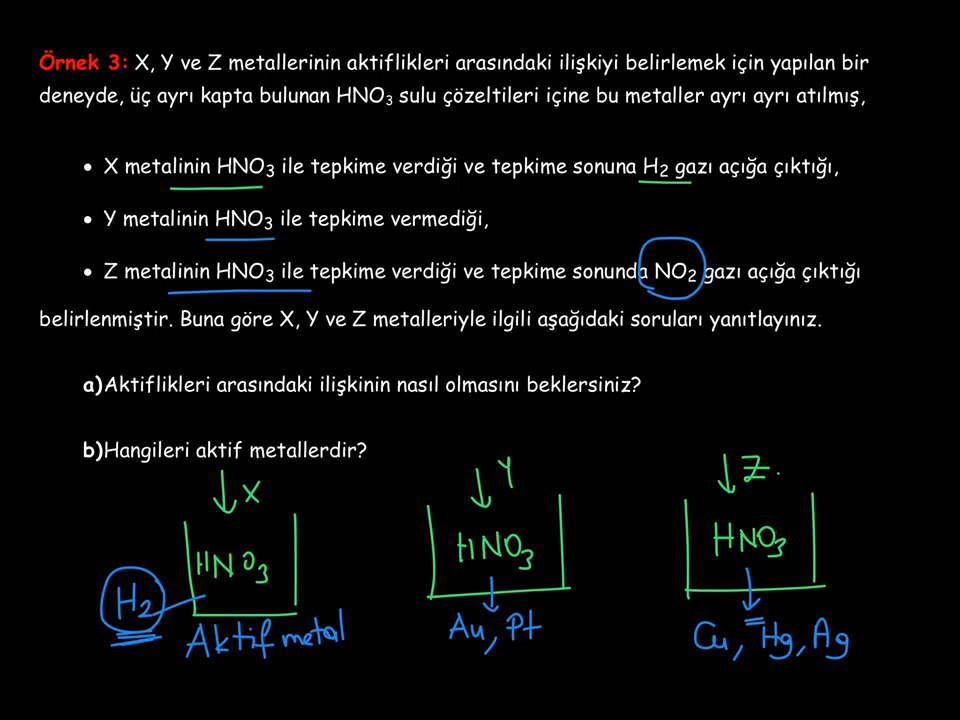 Örnek 3: X, Y ve Z metallerinin aktiflikleri arasındaki ilişkiyi belirlemek için yapılan bir
deneyde, üç ayrı kapta bulunan HNO₃ sulu çözeltileri içine bu metaller ayrı ayrı atılmış,
• X metalinin HNO₃ ile tepkime verdiği ve tepkime sonuna H₂ gazı açığa çıktığı,
• Y metalinin HNO₃ ile tepkime vermediği,
• Z metalinin HNO₃ ile tepkime verdiği ve tepkime sonunda NO₂ gazı açığa çıktığı
belirlenmiştir. Buna göre X, Y ve Z metalleriyle ilgili aşağıdaki soruları yanıtlayınız.
a)Aktiflikleri arasındaki ilişkinin nasıl olmasını beklersiniz?
b)Hangileri aktif metallerdir?
X Y Z
HNO₃ HNO₃ HNO₃
H₂
Aktif metal Au, Pt Cu, Hg, Ag